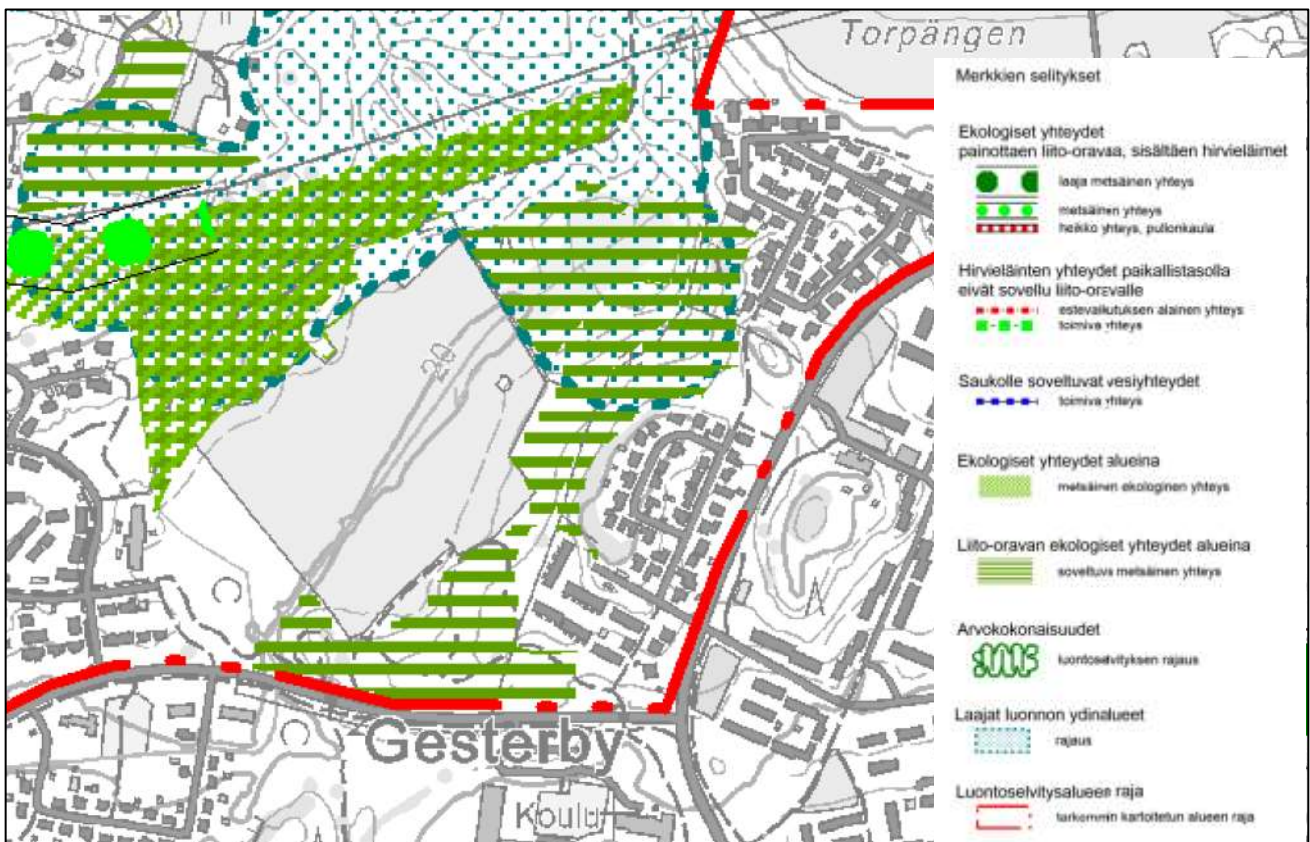 Torpängen
20
Gesterby
Koulu
Merkkien selitykset
Ekologiset yhteydet
painottaen liito-oravaa, sisältäen hirvieläimet
laaja metsäinen yhteys
metsäinen yhteys
heikko yhteys, pullonkaula
Hirvieläinten yhteydet paikallistasolla
eivät sovellu liito-oravalle
estevaikutuksen alainen yhteys
toimiva yhteys
Saukolle soveltuvat vesiyhteydet
toimiva yhteys
Ekologiset yhteydet alueina
metsäinen ekologinen yhteys
Liito-oravan ekologiset yhteydet alueina
soveltuva metsäinen yhteys
Arvokokonaisuudet
luontoselvityksen rajaus
Laajat luonnon ydinalueet
rajaus
Luontoselvitysalueen raja
tarkemmin kartoitetun alueen raja